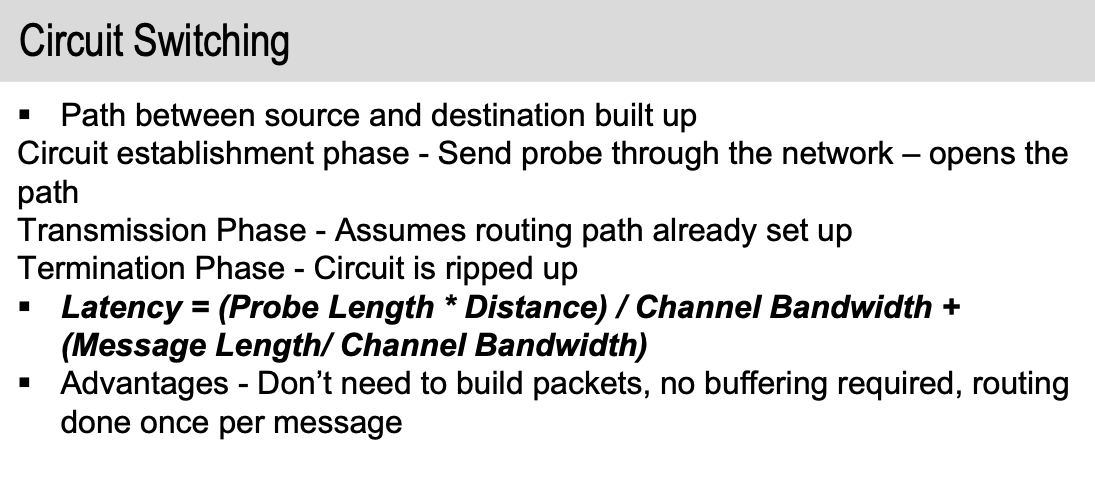 Circuit Switching
▪ Path between source and destination built up
Circuit establishment phase - Send probe through the network – opens the
path
Transmission Phase - Assumes routing path already set up
Termination Phase - Circuit is ripped up
▪ Latency = (Probe Length * Distance) / Channel Bandwidth +
(Message Length/ Channel Bandwidth)
▪ Advantages - Don’t need to build packets, no buffering required, routing
done once per message